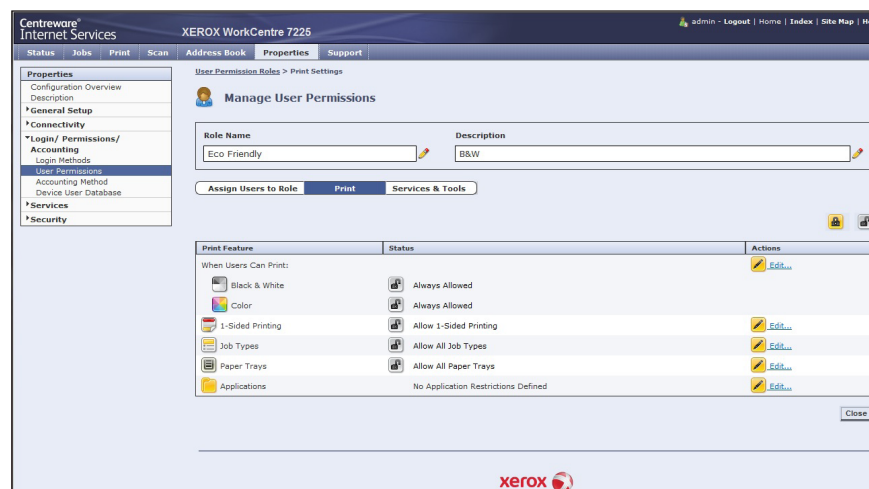 Centreware®
Internet Services
XEROX WorkCentre 7225
admin - Logout | Home | Index | Site Map |
Status Jobs Print Scan Address Book Properties Support
Properties
Configuration Overview
Description
General Setup
Connectivity
Login/ Permissions/
Accounting
Login Methods
User Permissions
Accounting Method
Device User Database
Services
Security
User Permission Roles > Print Settings
Manage User Permissions
Role Name Description
Eco Friendly B&W
Assign Users to Role Print Services & Tools
Print Feature Status Actions
When Users Can Print: Edit...
Black & White Always Allowed
Color Always Allowed
1-Sided Printing Allow 1-Sided Printing Edit...
Job Types Allow All Job Types Edit...
Paper Trays Allow All Paper Trays Edit...
Applications No Application Restrictions Defined Edit...
Close
xerox